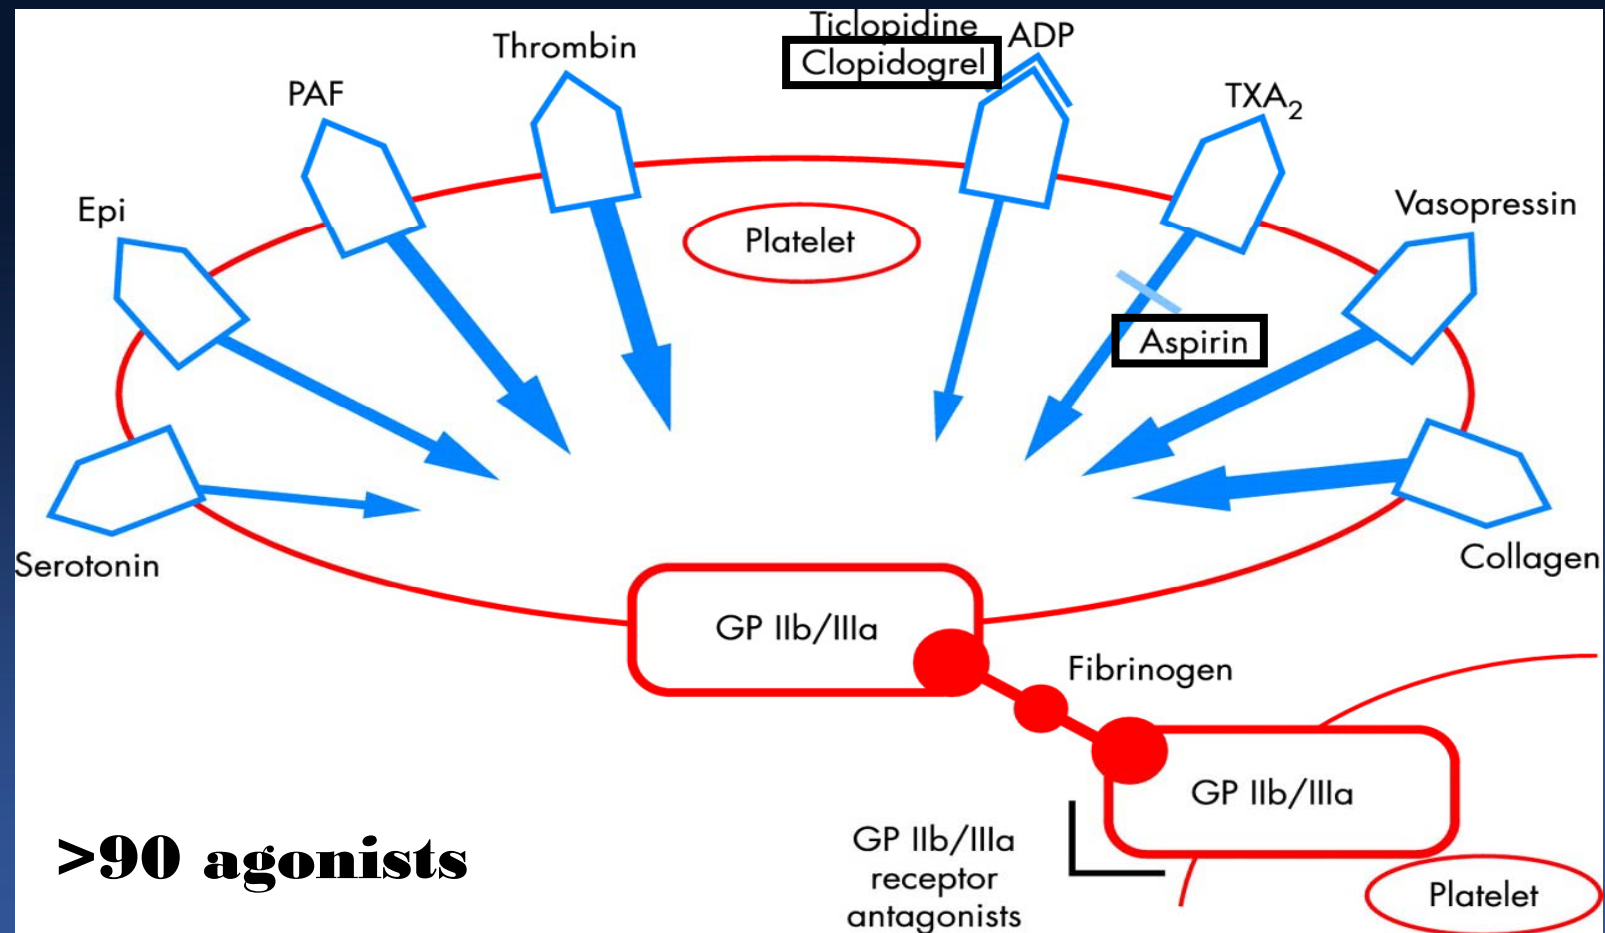 Ticlopidine
Clopidogrel
ADP
Thrombin
PAF
TXA₂
Epi
Vasopressin
Platelet
Aspirin
Serotonin
Collagen
GP IIb/IIIa
Fibrinogen
GP IIb/IIIa
>90 agonists
GP IIb/IIIa
receptor
antagonists
Platelet